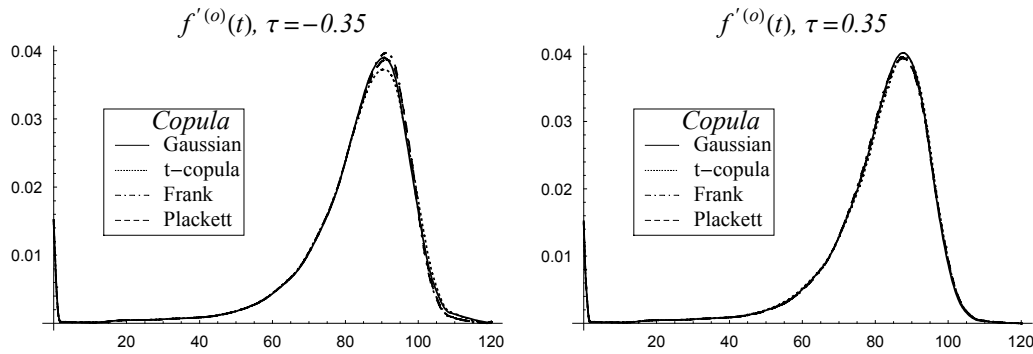 f′(o)(t), τ=−0.35
0.04
0.03
0.02
0.01
20 40 60 80 100 120
Copula
Gaussian
t−copula
Frank
Plackett
f′(o)(t), τ=0.35
0.04
0.03
0.02
0.01
20 40 60 80 100 120
Copula
Gaussian
t−copula
Frank
Plackett